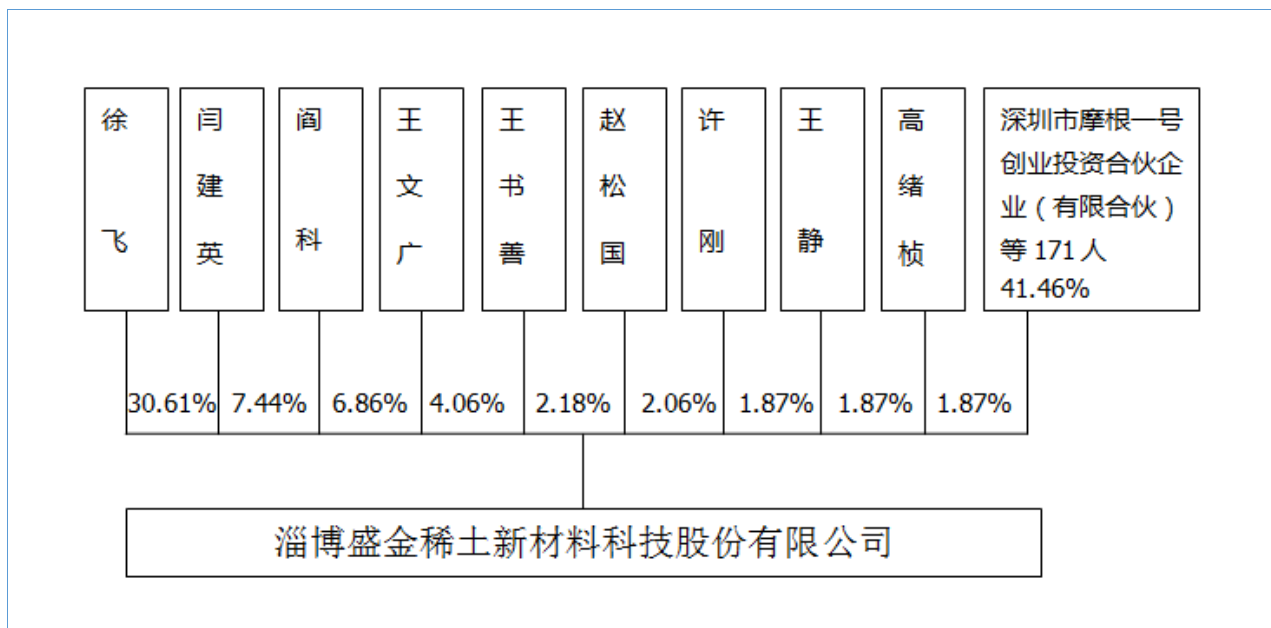 徐飞
闫建英
阎科
王文广
王书善
赵松国
许刚
王静
高绪桢
深圳市摩根一号
创业投资合伙企
业（有限合伙）
等 171 人
41.46%
30.61% 7.44% 6.86% 4.06% 2.18% 2.06% 1.87% 1.87% 1.87%
淄博盛金稀土新材料科技股份有限公司